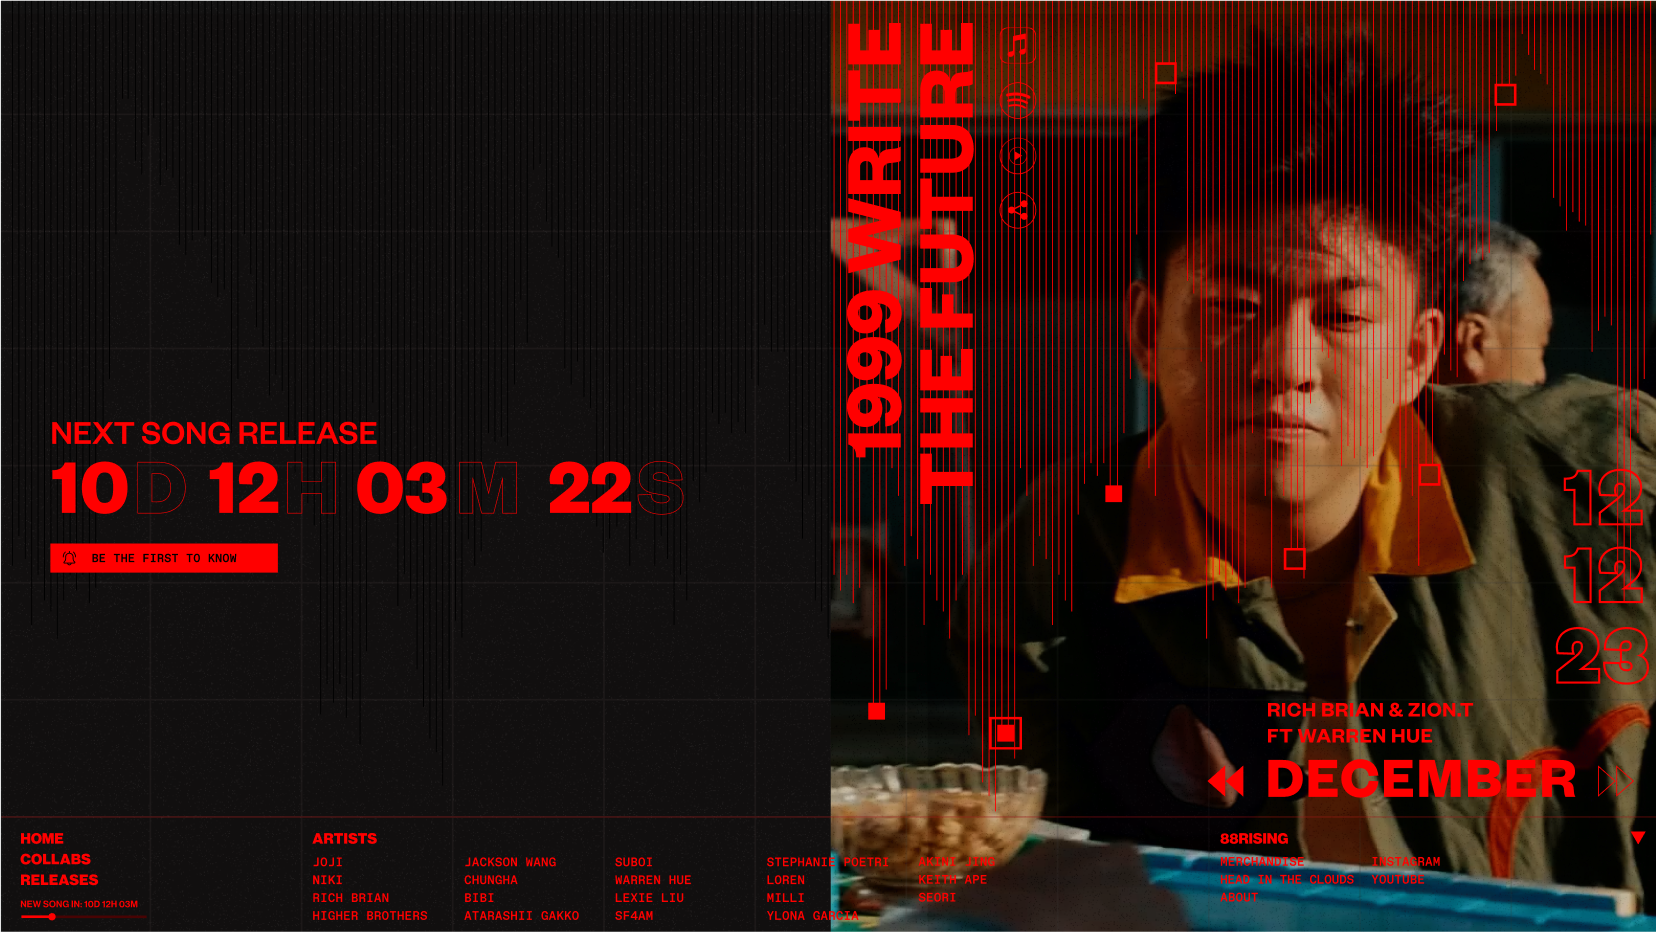 NEXT SONG RELEASE
10D 12H 03M 22S
BE THE FIRST TO KNOW
1999 WRITE
THE FUTURE
12
12
23
RICH BRIAN & ZION.T
FT WARREN HUE
DECEMBER
HOME
COLLABS
RELEASES
NEW SONG IN: 10D 12H 03M
ARTISTS
JOJI
NIKI
RICH BRIAN
HIGHER BROTHERS
JACKSON WANG
CHUNGHA
BIBI
ATARASHII GAKKO
SUBOI
WARREN HUE
LEXIE LIU
SF4AM
STEPHANIE POETRI
LOREN
MILLI
YLONA GARCIA
AKINI JING
KEITH APE
SEORI
88RISING
MERCHANDISE
HEAD IN THE CLOUDS
ABOUT
INSTAGRAM
YOUTUBE